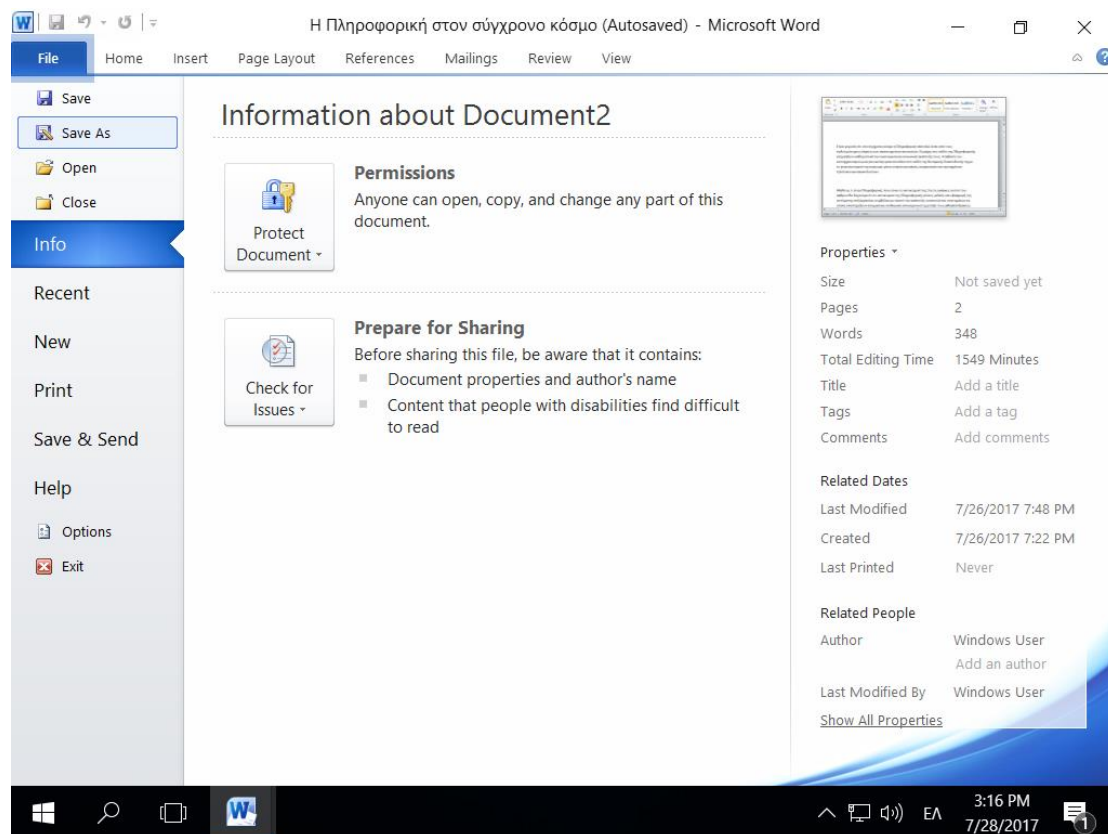 Η Πληροφορική στον σύγχρονο κόσμο (Autosaved) - Microsoft Word
File Home Insert Page Layout References Mailings Review View
Save
Save As
Open
Close
Info
Recent
New
Print
Save & Send
Help
Options
Exit
Information about Document2
Protect
Document
Permissions
Anyone can open, copy, and change any part of this
document.
Check for
Issues
Prepare for Sharing
Before sharing this file, be aware that it contains:
Document properties and author's name
Content that people with disabilities find difficult
to read
Properties
Size Not saved yet
Pages 2
Words 348
Total Editing Time 1549 Minutes
Title Add a title
Tags Add a tag
Comments Add comments
Related Dates
Last Modified 7/26/2017 7:48 PM
Created 7/26/2017 7:22 PM
Last Printed Never
Related People
Author Windows User
Add an author
Last Modified By Windows User
Show All Properties
ΕΛ
3:16 PM
7/28/2017
1